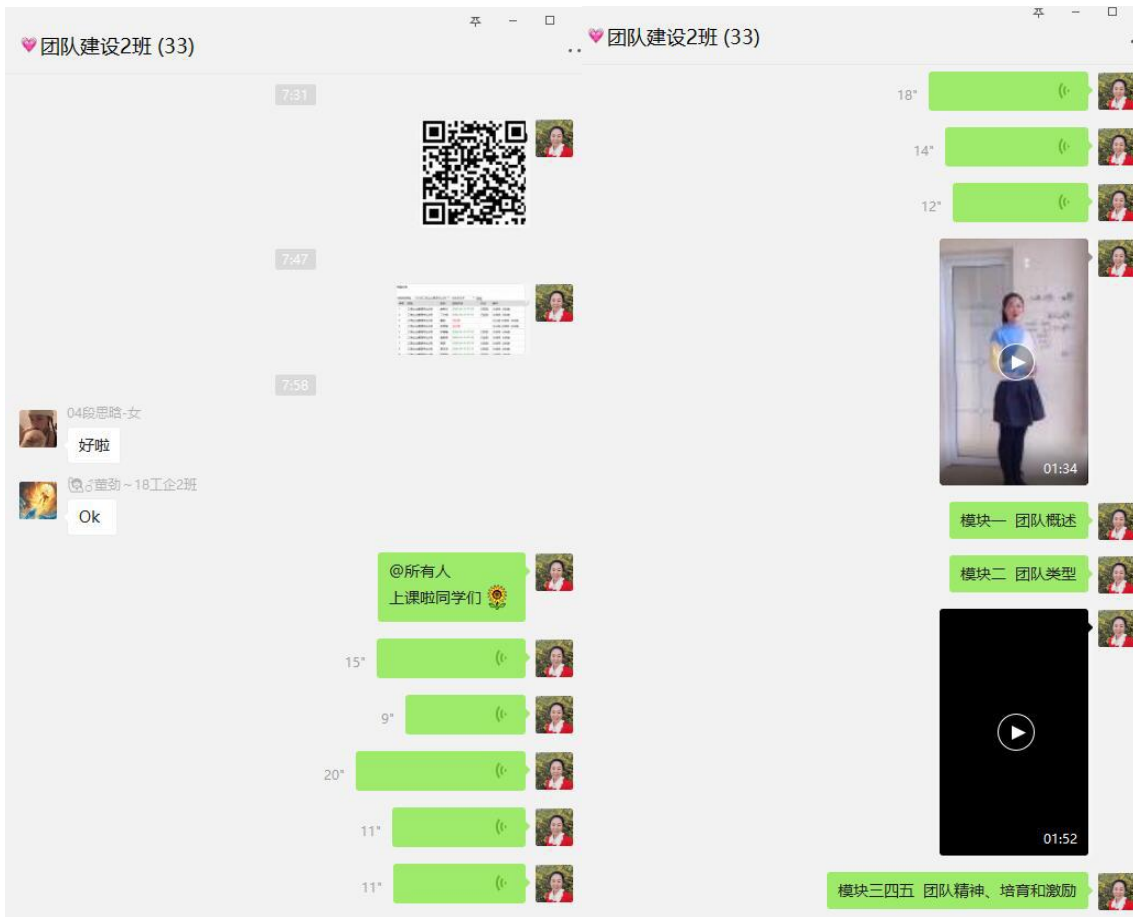 团队建设2班 (33)
7:31
7:47
7:58
04段思晗-女
好啦
~18工企2班
Ok
@所有人
上课啦同学们
15"
9"
20"
11"
11"
团队建设2班 (33)
18"
14"
12"
01:34
模块一 团队概述
模块二 团队类型
01:52
模块三四五 团队精神、培育和激励